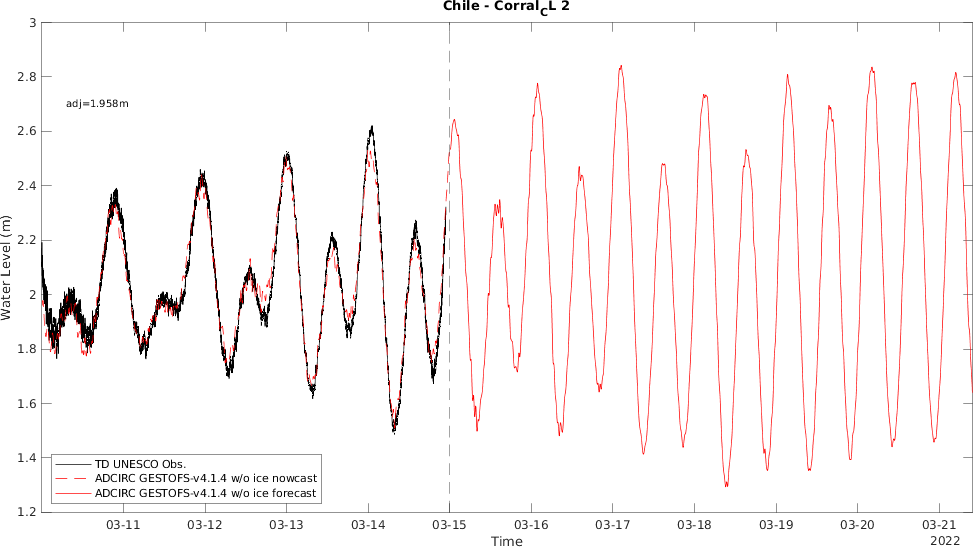 Chile - Corral_CL 2
3
2.8
adj=1.958m
2.6
2.4
2.2
Water Level (m)
2
1.8
1.6
TD UNESCO Obs.
ADCIRC GESTOFS-v4.1.4 w/o ice nowcast
ADCIRC GESTOFS-v4.1.4 w/o ice forecast
1.4
1.2
03-11 03-12 03-13 03-14 03-15 03-16 03-17 03-18 03-19 03-20 03-21
Time
2022